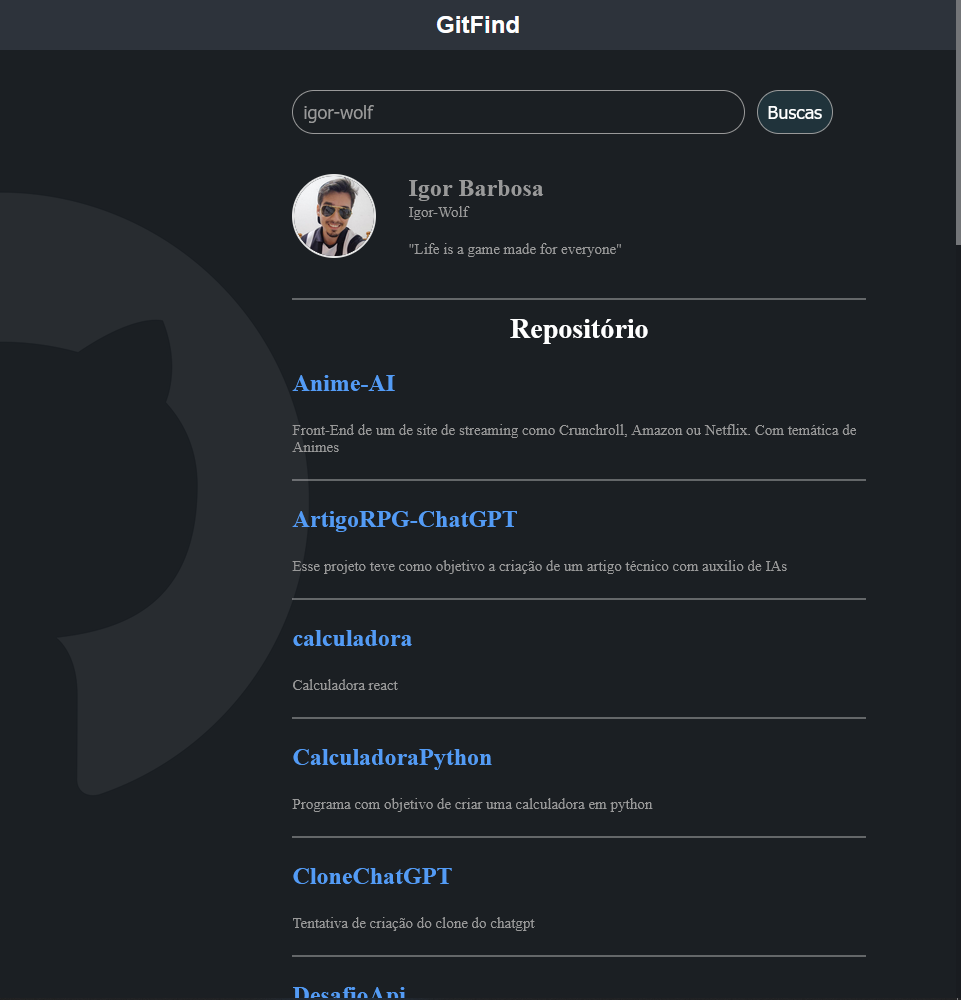 GitFind
igor-wolf
Buscas
Igor Barbosa
Igor-Wolf
"Life is a game made for everyone"
Repositório
Anime-AI
Front-End de um de site de streaming como Crunchroll, Amazon ou Netflix. Com temática de
Animes
ArtigoRPG-ChatGPT
Esse projeto teve como objetivo a criação de um artigo técnico com auxilio de IAs
calculadora
Calculadora react
CalculadoraPython
Programa com objetivo de criar uma calculadora em python
CloneChatGPT
Tentativa de criação do clone do chatgpt
DesafioApi